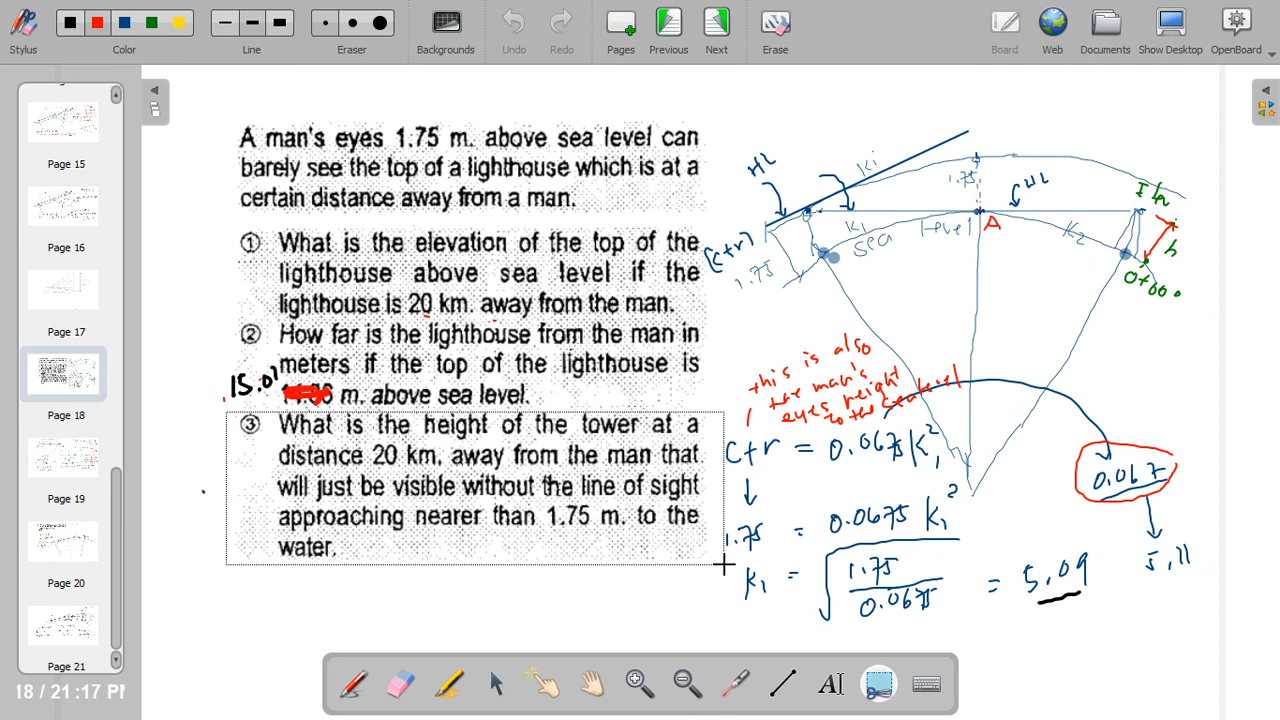 Stylus
Color
Line
Eraser
Backgrounds
Undo
Redo
Pages
Previous
Next
Erase
Board
Web
Documents
Show Desktop
OpenBoard
Page 15
Page 16
Page 17
Page 18
Page 19
Page 20
Page 21
18 / 21:17 PM
A man's eyes 1.75 m. above sea level can
barely see the top of a lighthouse which is at a
certain distance away from a man.
① What is the elevation of the top of the
lighthouse above sea level if the
lighthouse is 20 km. away from the man.
② How far is the lighthouse from the man in
meters if the top of the lighthouse is
15.0
m. above sea level.
③ What is the height of the tower at a
distance 20 km. away from the man that
will just be visible without the line of sight
approaching nearer than 1.75 m. to the
water.
HL
K1
1.75
HL
(c+r)
1.75
K1
sea level
A
K2
h
0+00
this is also
the man's
eyes height
to the sea level
c+r = 0.0675 K1²
0.067
1.75 = 0.0675 K1²
K1 = √ 1.75 / 0.0675 = 5.09
5.11